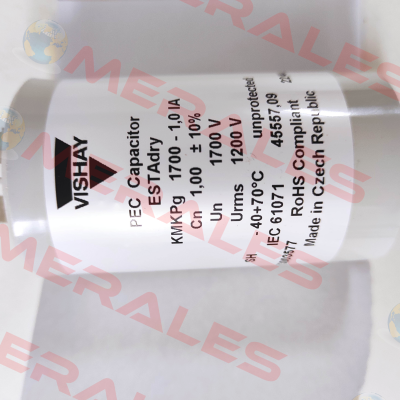 MERALES
VISHAY
PEC Capacitor
ESTAdry
KMKPg 1700 - 1,0 IA
Cn 1,00 ± 10%
Un 1700 V
Urms 1200 V
- 40+70°C unprotected
SH IEC 61071 45557,09
RoHS Compliant
Made in Czech Republic
MERALES
MERALES